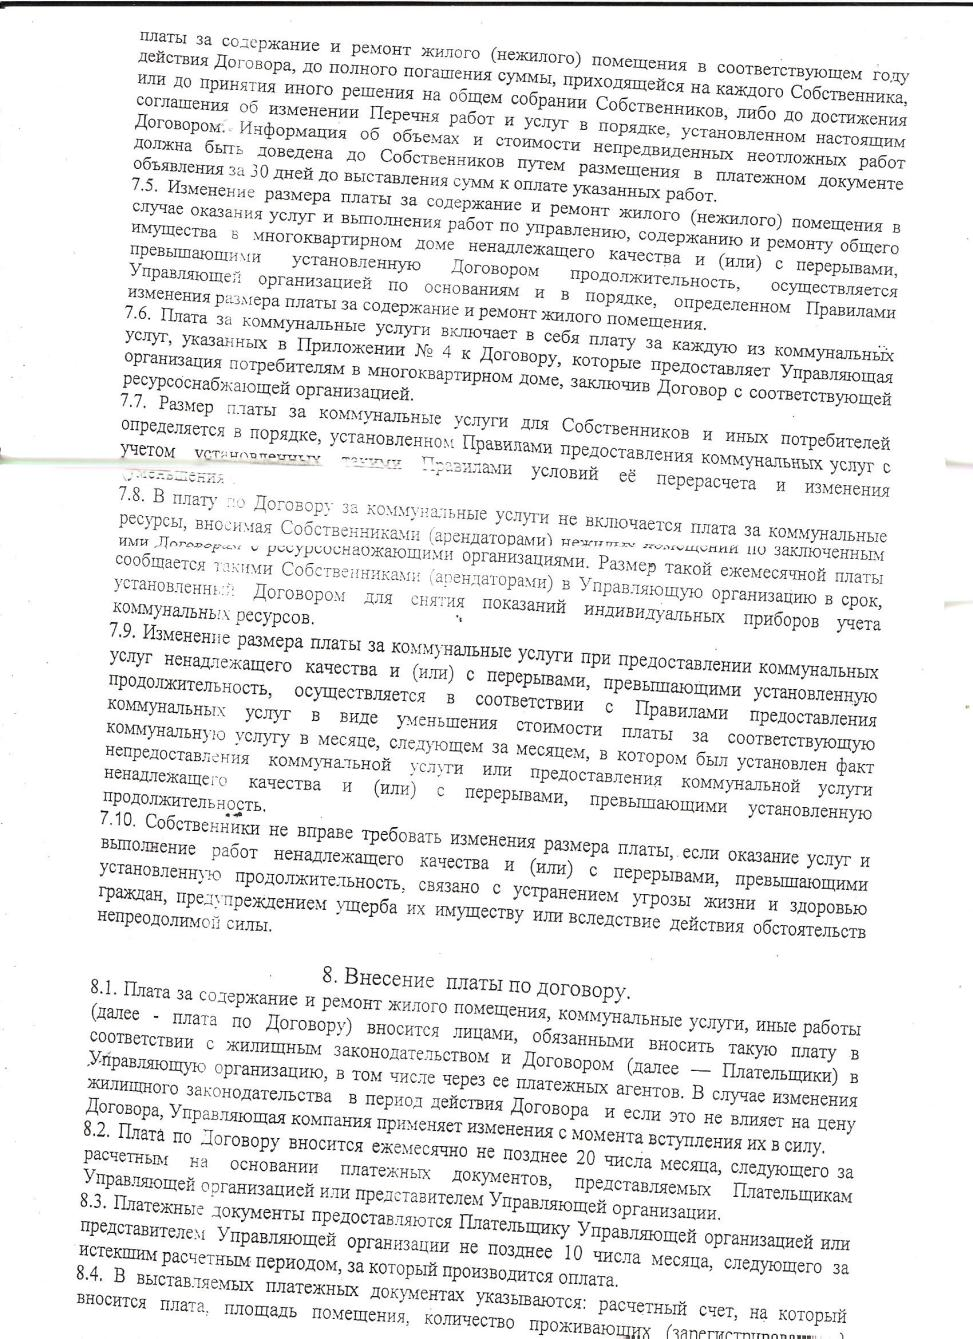 платы за содержание и ремонт жилого (нежилого) помещения в соответствующем году
действия Договора, до полного погашения суммы, приходящейся на каждого Собственника,
или до принятия иного решения на общем собрании Собственников, либо до достижения
соглашения об изменении Перечня работ и услуг в порядке, установленном настоящим
Договором. Информация об объемах и стоимости непредвиденных неотложных работ
должна быть доведена до Собственников путем размещения в платежном документе
объявления за 30 дней до выставления сумм к оплате указанных работ.
7.5. Изменение размера платы за содержание и ремонт жилого (нежилого) помещения в
случае оказания услуг и выполнения работ по управлению, содержанию и ремонту общего
имущества в многоквартирном доме ненадлежащего качества и (или) с перерывами,
превышающими установленную Договором продолжительность, осуществляется
Управляющей организацией по основаниям и в порядке, определенном Правилами
изменения размера платы за содержание и ремонт жилого помещения.
7.6. Плата за коммунальные услуги включает в себя плату за каждую из коммунальных
услуг, указанных в Приложении № 4 к Договору, которые предоставляет Управляющая
организация потребителям в многоквартирном доме, заключив Договор с соответствующей
ресурсоснабжающей организацией.
7.7. Размер платы за коммунальные услуги для Собственников и иных потребителей
определяется в порядке, установленном Правилами предоставления коммунальных услуг с
учетом установленных такими Правилами условий её перерасчета и изменения
(уменьшения
7.8. В плату по Договору за коммунальные услуги не включается плата за коммунальные
ресурсы, вносимая Собственниками (арендаторами) нежилых помещений по заключенным
ими Договорам с ресурсоснабжающими организациями. Размер такой ежемесячной платы
сообщается такими Собственниками (арендаторами) в Управляющую организацию в срок,
установленный Договором для снятия показаний индивидуальных приборов учета
коммунальных ресурсов.
7.9. Изменение размера платы за коммунальные услуги при предоставлении коммунальных
услуг ненадлежащего качества и (или) с перерывами, превышающими установленную
продолжительность, осуществляется в соответствии с Правилами предоставления
коммунальных услуг в виде уменьшения стоимости платы за соответствующую
коммунальную услугу в месяце, следующем за месяцем, в котором был установлен факт
непредоставления коммунальной услуги или предоставления коммунальной услуги
ненадлежащего качества и (или) с перерывами, превышающими установленную
продолжительность.
7.10. Собственники не вправе требовать изменения размера платы, если оказание услуг и
выполнение работ ненадлежащего качества и (или) с перерывами, превышающими
установленную продолжительность, связано с устранением угрозы жизни и здоровью
граждан, предупреждением ущерба их имуществу или вследствие действия обстоятельств
непреодолимой силы.
8. Внесение платы по договору.
8.1. Плата за содержание и ремонт жилого помещения, коммунальные услуги, иные работы
(далее - плата по Договору) вносится лицами, обязанными вносить такую плату в
соответствии с жилищным законодательством и Договором (далее — Плательщики) в
Управляющую организацию, в том числе через ее платежных агентов. В случае изменения
жилищного законодательства в период действия Договора и если это не влияет на цену
Договора, Управляющая компания применяет изменения с момента вступления их в силу.
8.2. Плата по Договору вносится ежемесячно не позднее 20 числа месяца, следующего за
расчетным на основании платежных документов, представляемых Плательщикам
Управляющей организацией или представителем Управляющей организации.
8.3. Платежные документы предоставляются Плательщику Управляющей организацией или
представителем Управляющей организации не позднее 10 числа месяца, следующего за
истекшим расчетным периодом, за который производится оплата.
8.4. В выставляемых платежных документах указываются: расчетный счет, на который
вносится плата, площадь помещения, количество проживающих